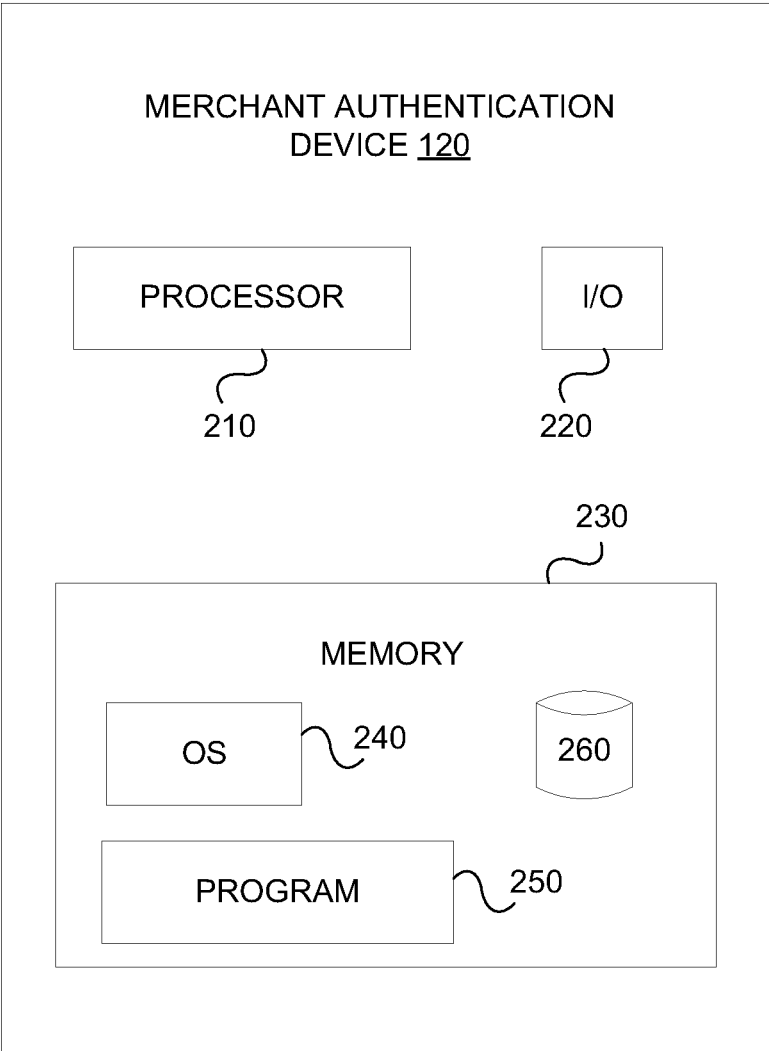 MERCHANT AUTHENTICATION
DEVICE 120
PROCESSOR
I/O
210
220
230
MEMORY
OS
240
260
PROGRAM
250